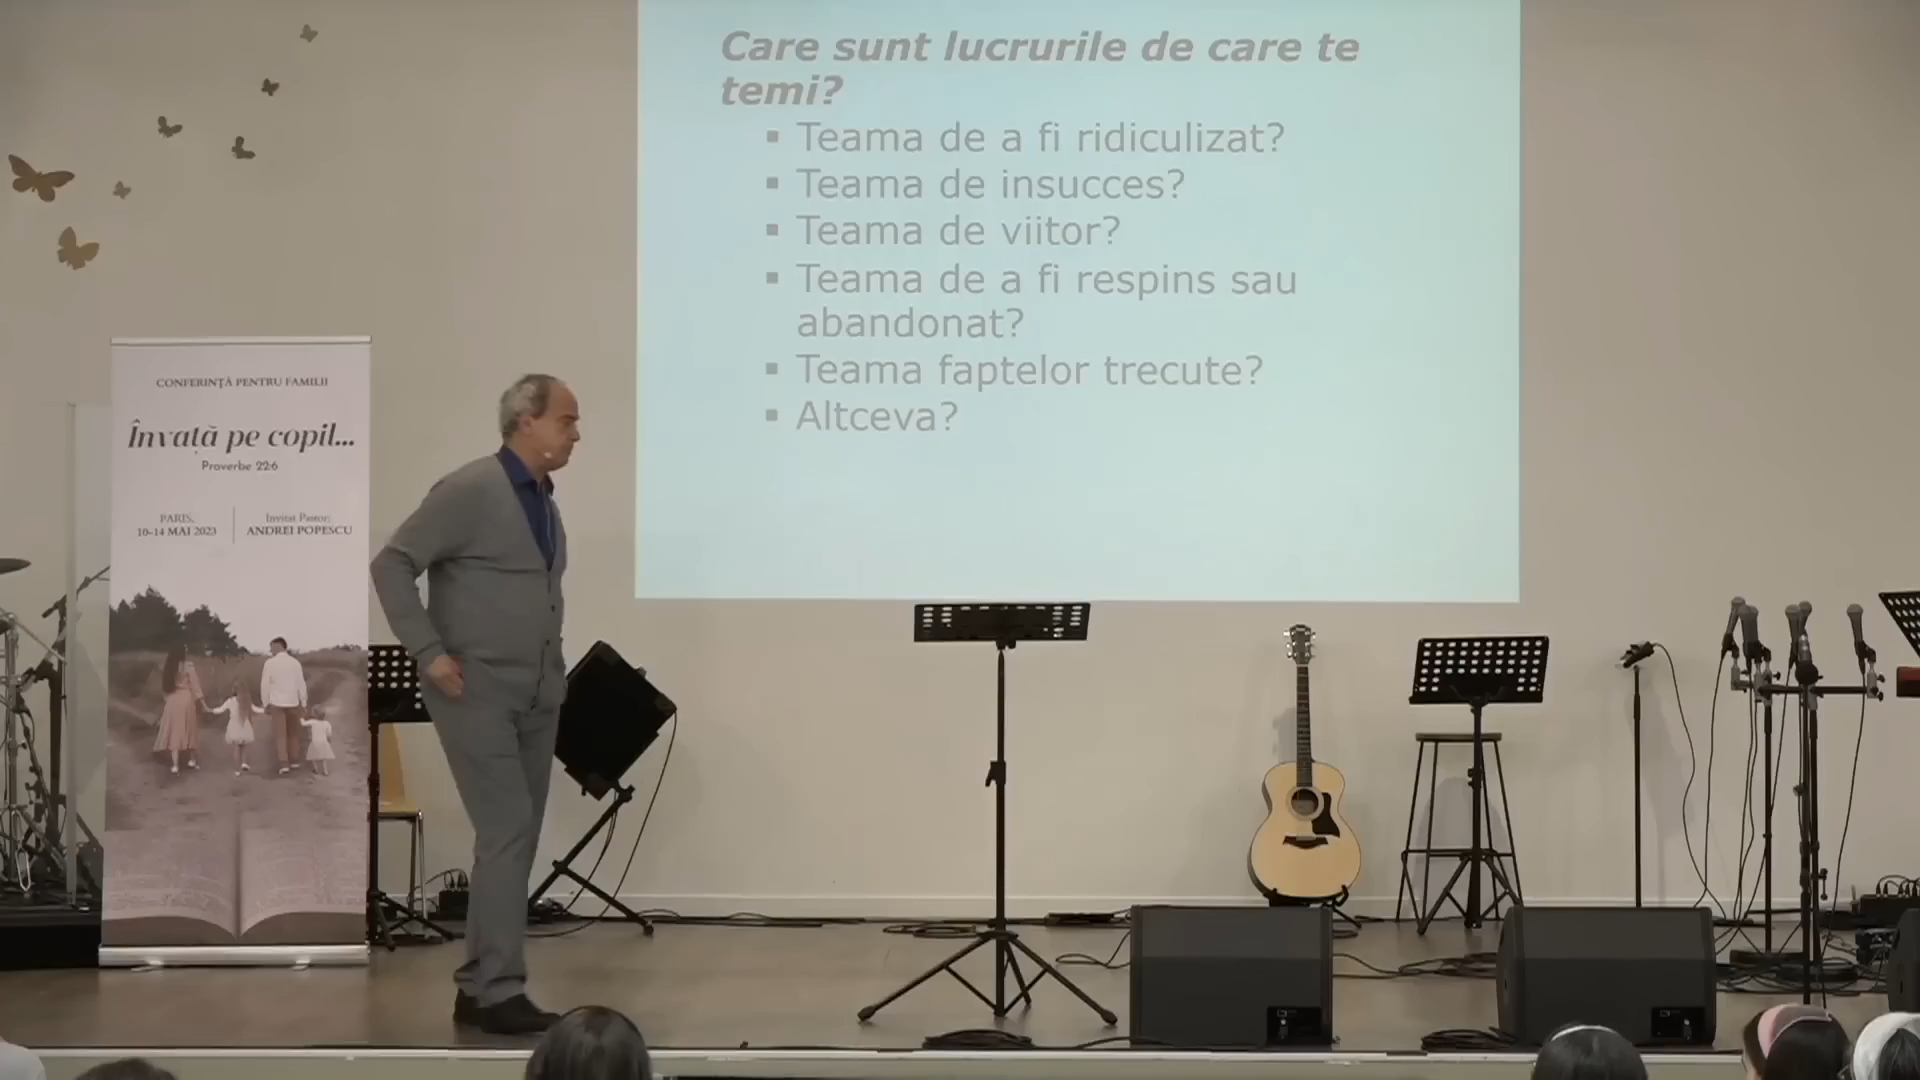 Care sunt lucrurile de care te
temi?
▪ Teama de a fi ridiculizat?
▪ Teama de insucces?
▪ Teama de viitor?
▪ Teama de a fi respins sau
abandonat?
▪ Teama faptelor trecute?
▪ Altceva?
CONFERINȚĂ PENTRU FAMILII
Învață pe copil...
Proverbe 22:6
PARIS,
10-14 MAI 2023
Invitat Pastor:
ANDREI POPESCU